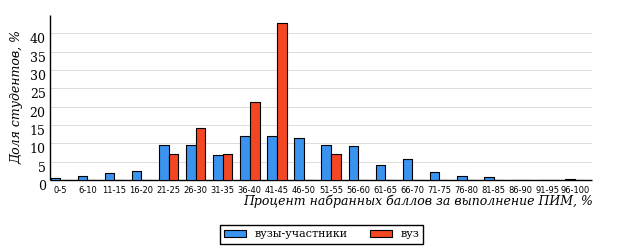 Доля студентов, %
40
35
30
25
20
15
10
5
0
0-5 6-10 11-15 16-20 21-25 26-30 31-35 36-40 41-45 46-50 51-55 56-60 61-65 66-70 71-75 76-80 81-85 86-90 91-95 96-100
Процент набранных баллов за выполнение ПИМ, %
вузы-участники вуз